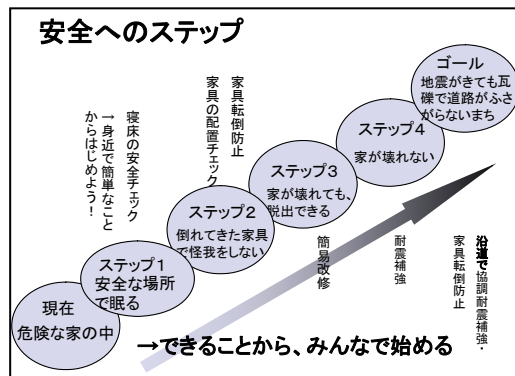 安全へのステップ
現在
危険な家の中
ステップ1
安全な場所
で眠る
寝床の安全チェック
→身近で簡単なこと
からはじめよう！
ステップ2
倒れてきた家具
で怪我をしない
家具転倒防止
家具の配置チェック
ステップ3
家が壊れても、
脱出できる
簡易改修
ステップ4
家が壊れない
耐震補強
ゴール
地震がきても瓦
礫で道路がふさ
がらないまち
沿道で協調耐震補強・
家具転倒防止
→できることから、みんなで始める